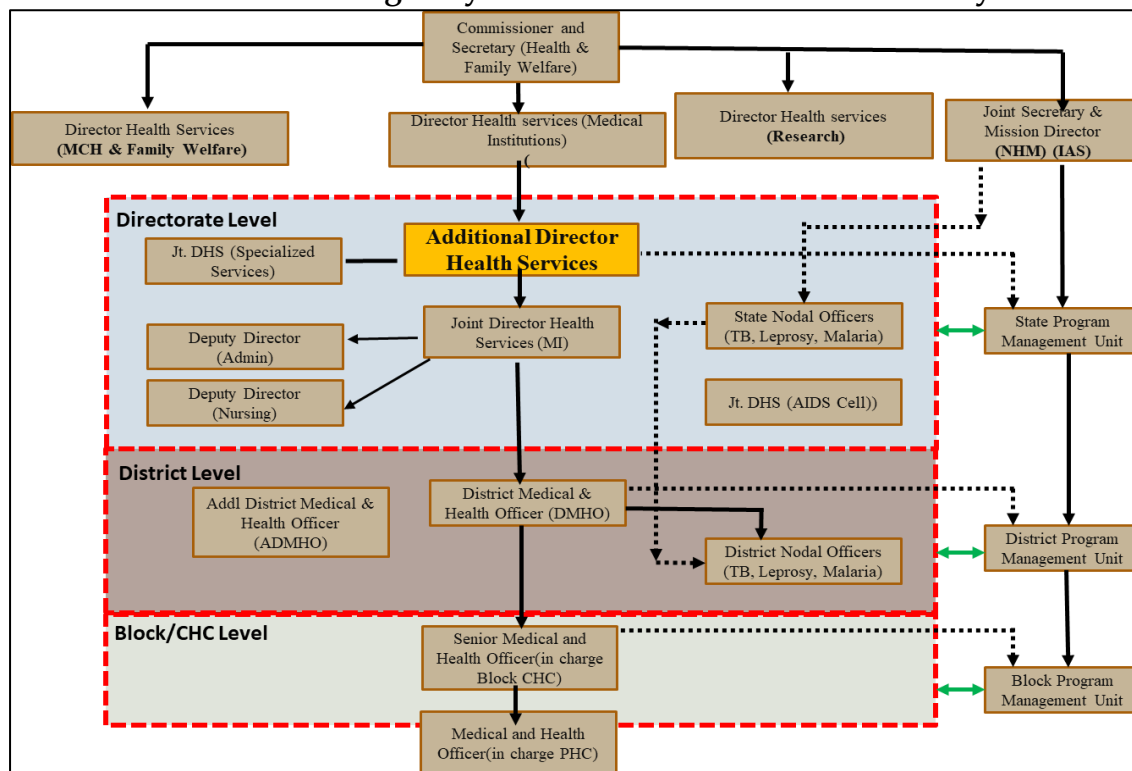 Commissioner and
Secretary (Health &
Family Welfare)
Director Health Services
(MCH & Family Welfare)
Director Health services (Medical
Institutions)
(
Director Health services
(Research)
Joint Secretary &
Mission Director
(NHM) (IAS)
Directorate Level
Jt. DHS (Specialized
Services)
Additional Director
Health Services
Deputy Director
(Admin)
Joint Director Health
Services (MI)
State Nodal Officers
(TB, Leprosy, Malaria)
State Program
Management Unit
Deputy Director
(Nursing)
Jt. DHS (AIDS Cell))
District Level
Addl District Medical &
Health Officer
(ADMHO)
District Medical &
Health Officer (DMHO)
District Nodal Officers
(TB, Leprosy, Malaria)
District Program
Management Unit
Block/CHC Level
Senior Medical and
Health Officer(in charge
Block CHC)
Block Program
Management Unit
Medical and Health
Officer(in charge PHC)